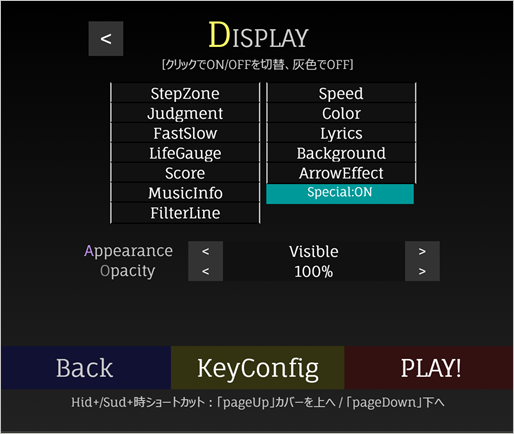 <
DISPLAY
[クリックでON/OFFを切替、灰色でOFF]
StepZone Speed
Judgment Color
FastSlow Lyrics
LifeGauge Background
Score ArrowEffect
MusicInfo Special:ON
FilterLine
Appearance < Visible >
Opacity < 100% >
Back KeyConfig PLAY!
Hid+/Sud+時ショートカット：「pageUp」カバーを上へ / 「pageDown」下へ